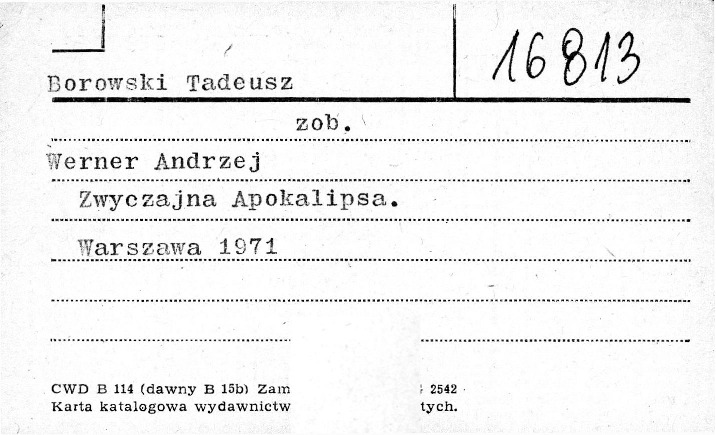 16813
Borowski Tadeusz
zob.
Werner Andrzej
Zwyczajna Apokalipsa.
Warszawa 1971
CWD B 114 (dawny B 15b) Zam 2542
Karta katalogowa wydawnictw tych.